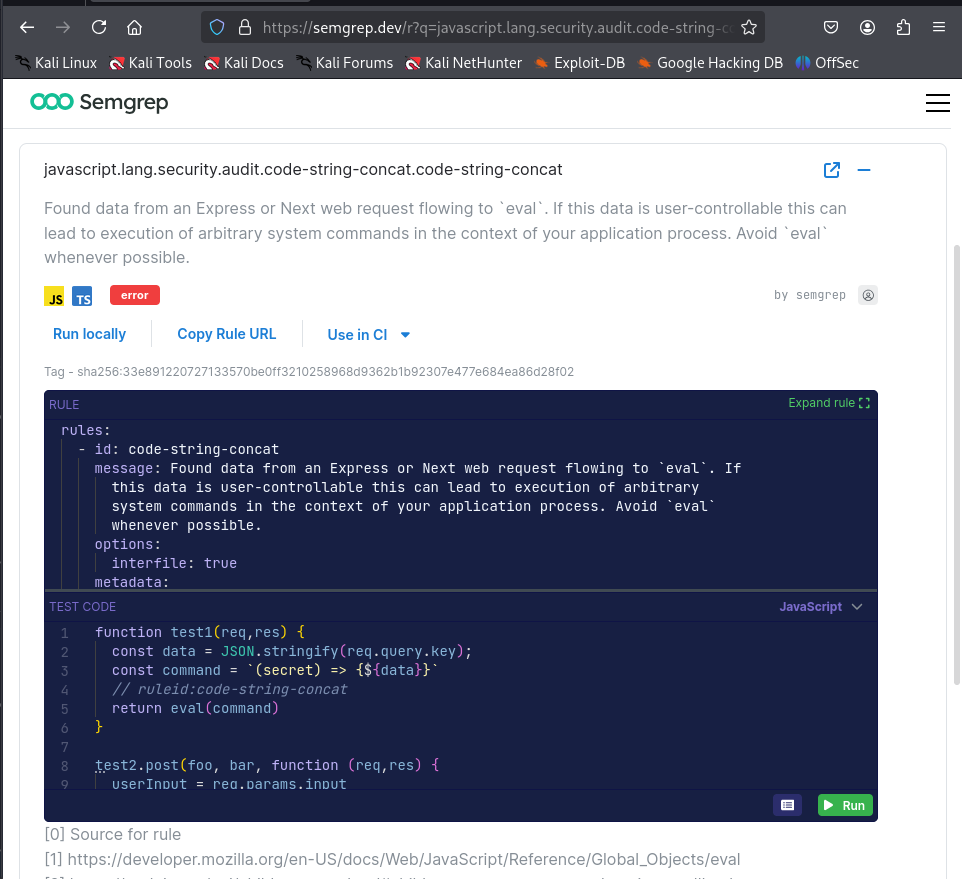 https://semgrep.dev/r?q=javascript.lang.security.audit.code-string-c
Kali Linux Kali Tools Kali Docs Kali Forums Kali NetHunter Exploit-DB Google Hacking DB OffSec
Semgrep
javascript.lang.security.audit.code-string-concat.code-string-concat
Found data from an Express or Next web request flowing to `eval`. If this data is user-controllable this can
lead to execution of arbitrary system commands in the context of your application process. Avoid `eval`
whenever possible.
JS TS error by semgrep
Run locally Copy Rule URL Use in CI
Tag - sha256:33e891220727133570be0ff3210258968d9362b1b92307e477e684ea86d28f02
RULE Expand rule
rules:
- id: code-string-concat
message: Found data from an Express or Next web request flowing to `eval`. If
this data is user-controllable this can lead to execution of arbitrary
system commands in the context of your application process. Avoid `eval`
whenever possible.
options:
interfile: true
metadata:
TEST CODE JavaScript
1 function test1(req,res) {
2 const data = JSON.stringify(req.query.key);
3 const command = `(secret) => {${data}}`
4 // ruleid:code-string-concat
5 return eval(command)
6 }
7
8 test2.post(foo, bar, function (req,res) {
9 userInput = req.params.input
Run
[0] Source for rule
[1] https://developer.mozilla.org/en-US/docs/Web/JavaScript/Reference/Global_Objects/eval